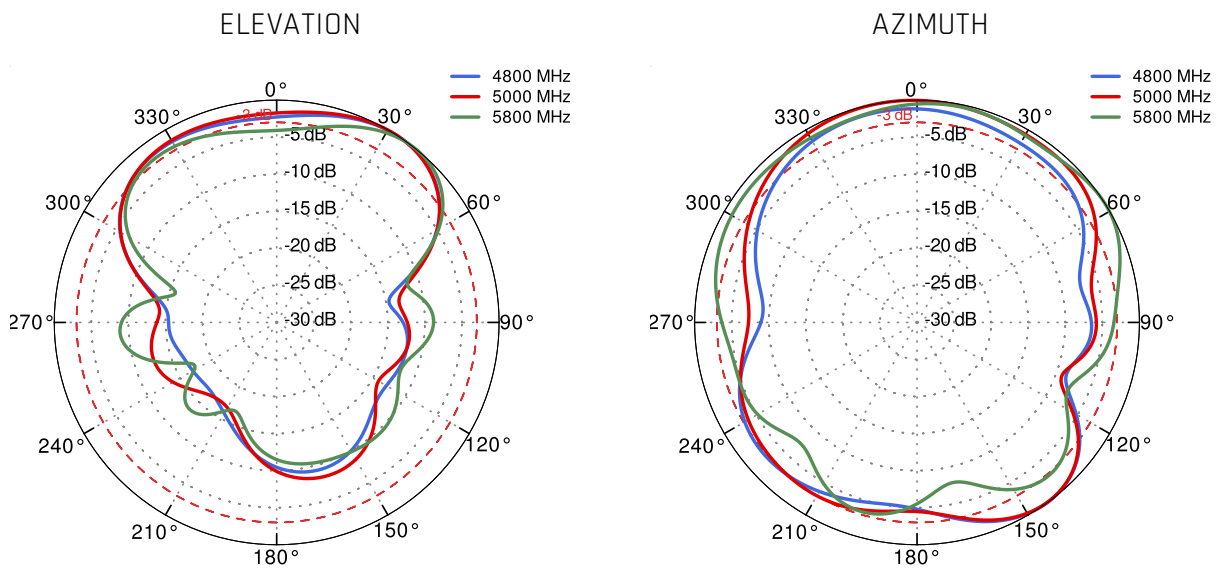 ELEVATION
4800 MHz
5000 MHz
5800 MHz
0°
330°
30°
-3 dB
-5 dB
-10 dB
300°
60°
-15 dB
-20 dB
-25 dB
270°
-30 dB
90°
240°
120°
210°
150°
180°
AZIMUTH
4800 MHz
5000 MHz
5800 MHz
0°
330°
30°
-3 dB
-5 dB
-10 dB
300°
60°
-15 dB
-20 dB
-25 dB
270°
-30 dB
90°
240°
120°
210°
150°
180°